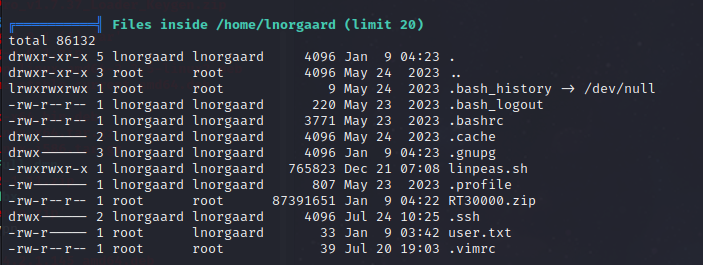 ╔══════════╣ Files inside /home/lnorgaard (limit 20)
total 86132
drwxr-xr-x 5 lnorgaard lnorgaard     4096 Jan  9 04:23 .
drwxr-xr-x 3 root      root          4096 May 24  2023 ..
lrwxrwxrwx 1 root      root             9 May 24  2023 .bash_history -> /dev/null
-rw-r--r-- 1 lnorgaard lnorgaard      220 May 23  2023 .bash_logout
-rw-r--r-- 1 lnorgaard lnorgaard     3771 May 23  2023 .bashrc
drwx------ 2 lnorgaard lnorgaard     4096 May 24  2023 .cache
drwx------ 3 lnorgaard lnorgaard     4096 Jan  9 04:23 .gnupg
-rwxrwxr-x 1 lnorgaard lnorgaard   765823 Dec 21 07:08 linpeas.sh
-rw------- 1 lnorgaard lnorgaard      807 May 23  2023 .profile
-rw-r--r-- 1 root      root      87391651 Jan  9 04:22 RT30000.zip
drwx------ 2 lnorgaard lnorgaard     4096 Jul 24 10:25 .ssh
-rw-r----- 1 root      lnorgaard       33 Jan  9 03:42 user.txt
-rw-r--r-- 1 root      root            39 Jul 20 19:03 .vimrc